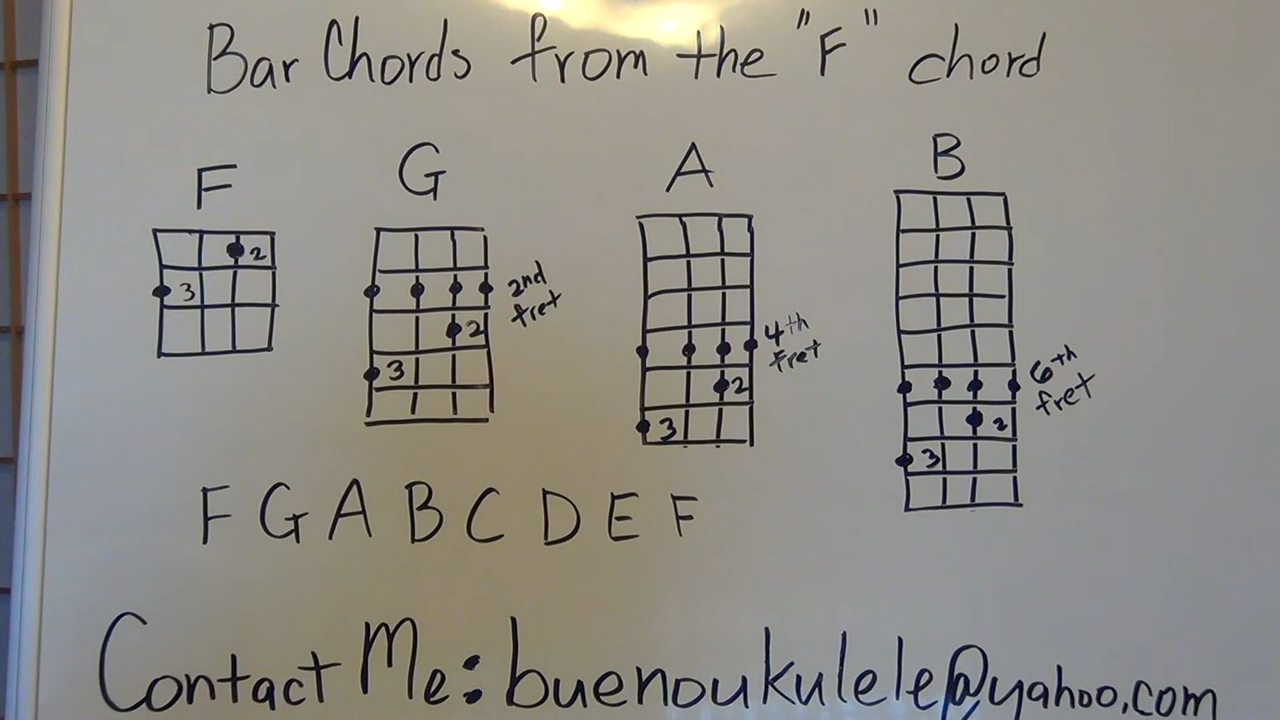 Bar Chords from the "F" chord
F G A B
2
3
2nd fret
2
3
4th fret
2
3
6th fret
2
3
F G A B C D E F
Contact Me: buenoukulele@yahoo.com